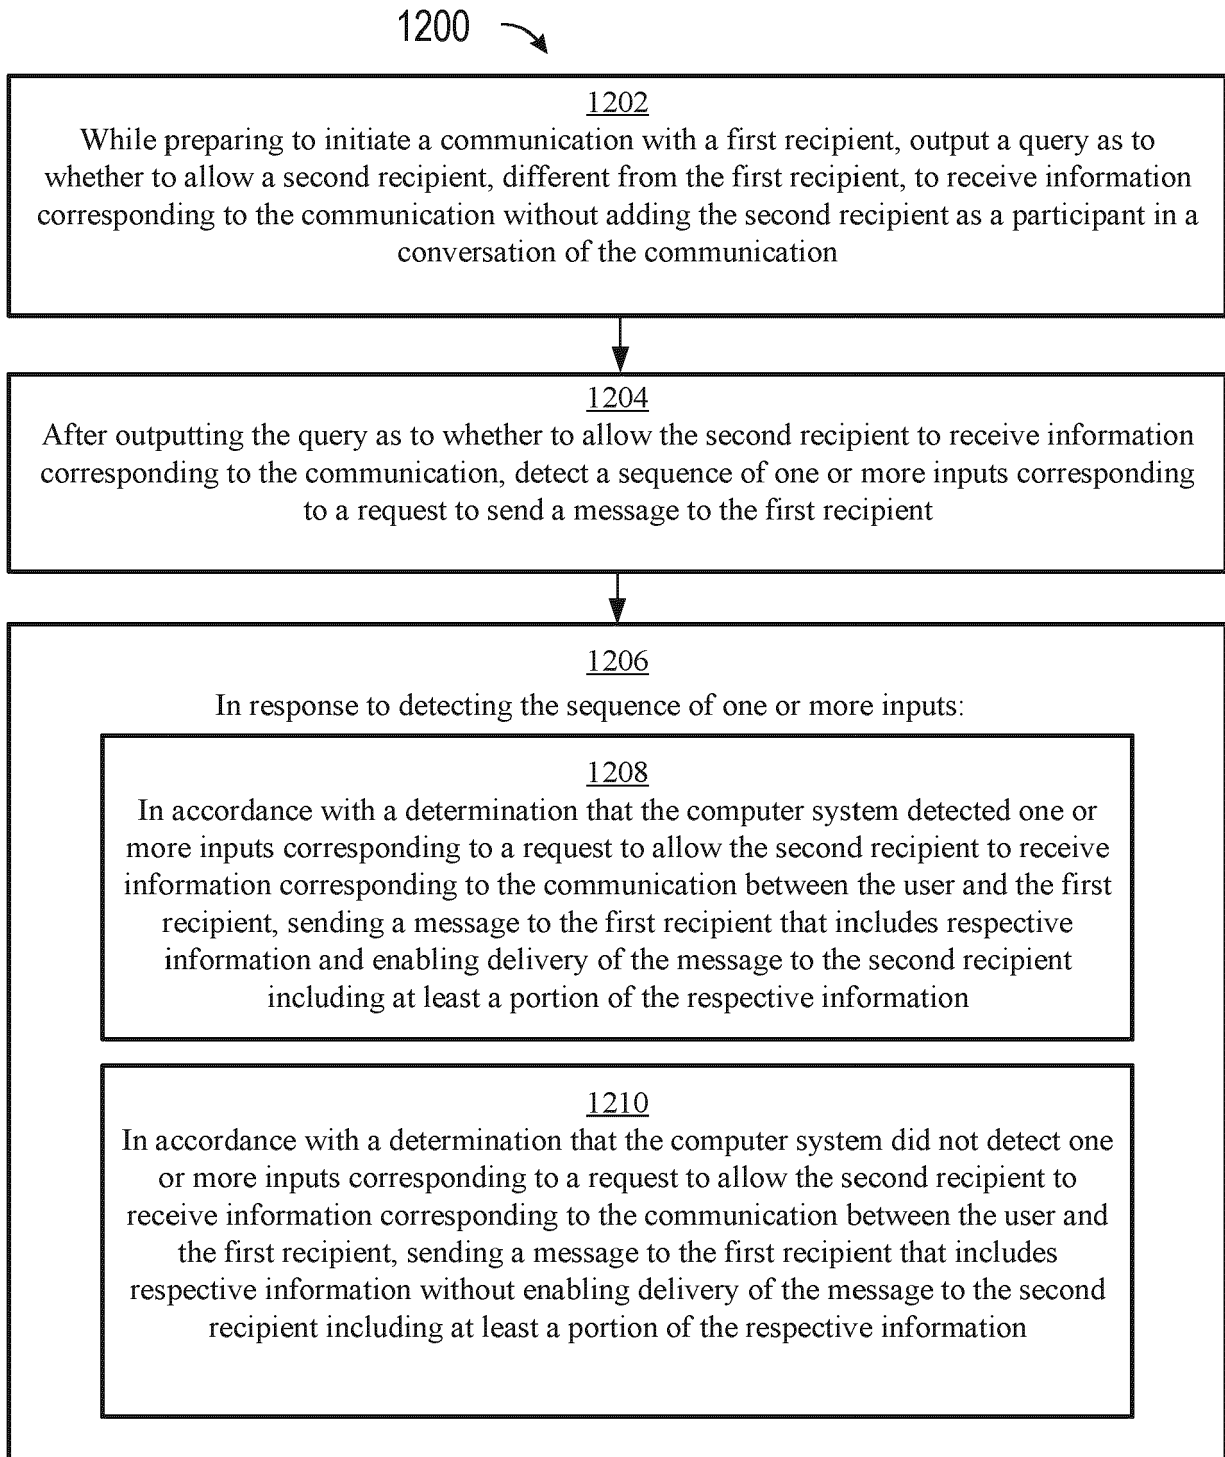 1200
1202
While preparing to initiate a communication with a first recipient, output a query as to
whether to allow a second recipient, different from the first recipient, to receive information
corresponding to the communication without adding the second recipient as a participant in a
conversation of the communication
1204
After outputting the query as to whether to allow the second recipient to receive information
corresponding to the communication, detect a sequence of one or more inputs corresponding
to a request to send a message to the first recipient
1206
In response to detecting the sequence of one or more inputs:
1208
In accordance with a determination that the computer system detected one or
more inputs corresponding to a request to allow the second recipient to receive
information corresponding to the communication between the user and the first
recipient, sending a message to the first recipient that includes respective
information and enabling delivery of the message to the second recipient
including at least a portion of the respective information
1210
In accordance with a determination that the computer system did not detect one
or more inputs corresponding to a request to allow the second recipient to
receive information corresponding to the communication between the user and
the first recipient, sending a message to the first recipient that includes
respective information without enabling delivery of the message to the second
recipient including at least a portion of the respective information